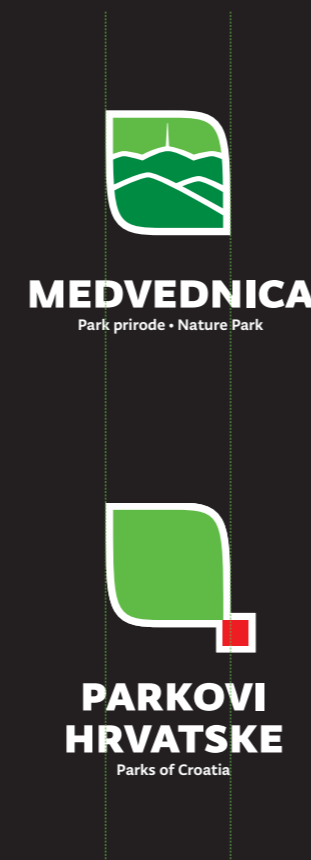 MEDVEDNICA
Park prirode • Nature Park
PARKOVI
HRVATSKE
Parks of Croatia